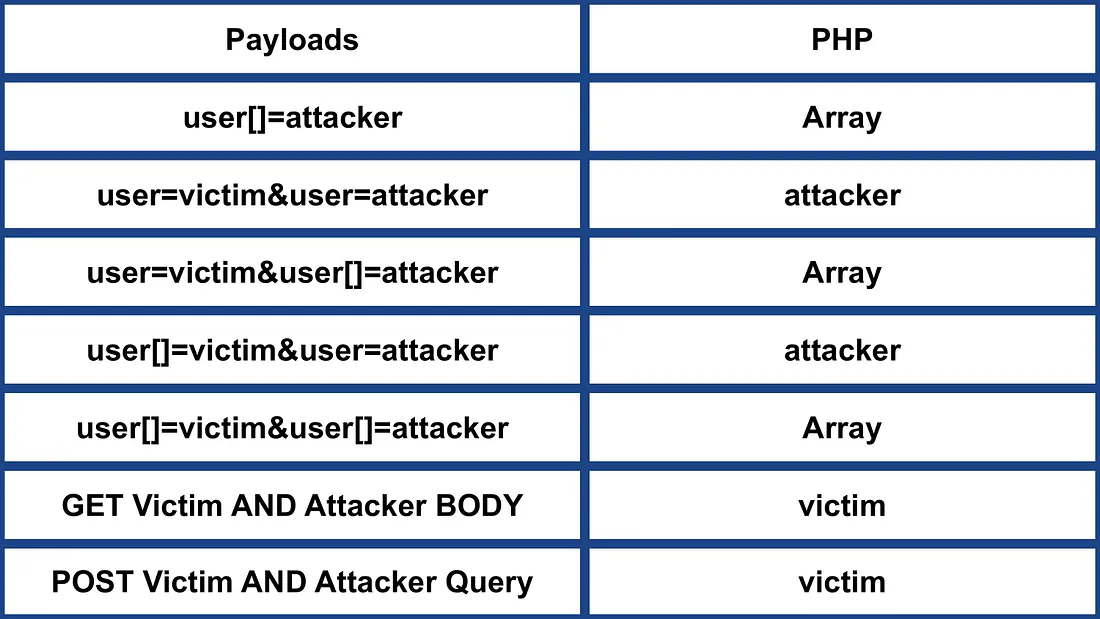 Payloads PHP
user[]=attacker Array
user=victim&user=attacker attacker
user=victim&user[]=attacker Array
user[]=victim&user=attacker attacker
user[]=victim&user[]=attacker Array
GET Victim AND Attacker BODY victim
POST Victim AND Attacker Query victim